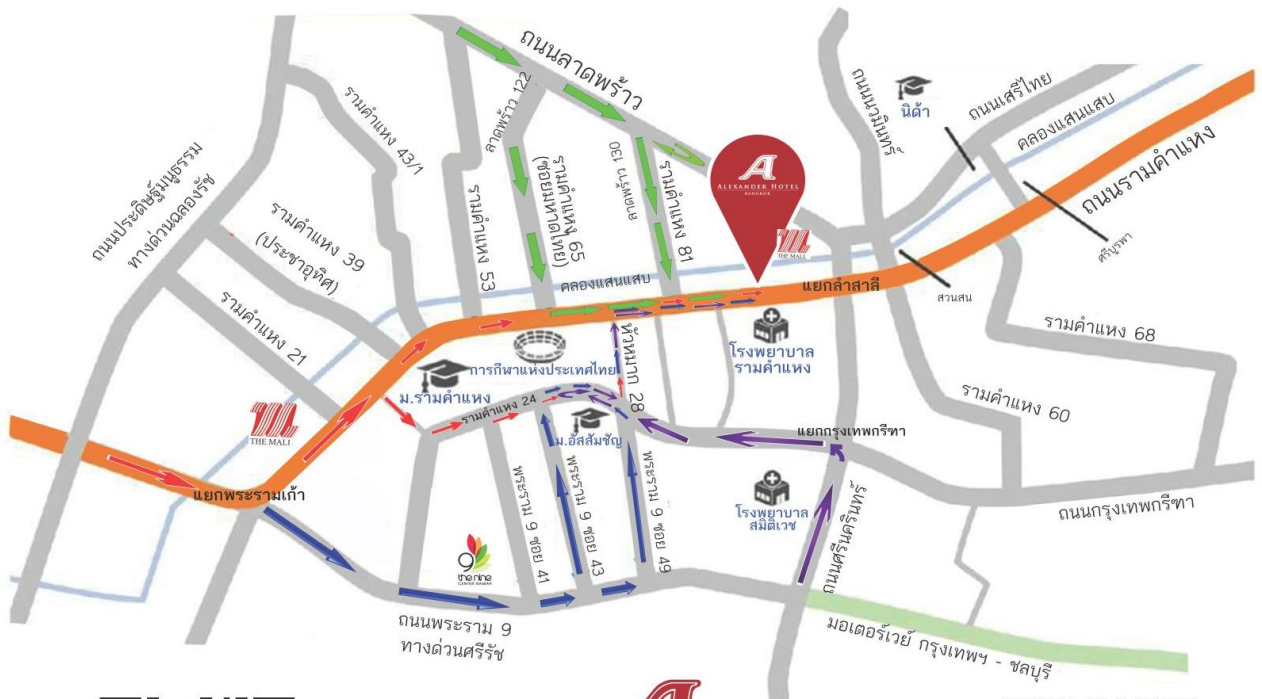 ถนนลาดพร้าว
ลาดพร้าว 122
รามคำแหง 43/1
ถนนประดิษฐ์มนูธรรม
ทางด่วนฉลองรัช
รามคำแหง 39
(ประชาอุทิศ)
รามคำแหง 21
รามคำแหง 53
รามคำแหง 65
(ซอยมหาดไทย)
ลาดพร้าว 130
รามคำแหง 81
A
ALEXANDER HOTEL
BANGKOK
THE MALL
ถนนนวมินทร์
นิด้า
ถนนเสรีไทย
คลองแสนแสบ
ถนนรามคำแหง
ศรีบูรพา
สวนสน
แยกลำสาลี
คลองแสนแสบ
รามคำแหง 68
รามคำแหง 60
โรงพยาบาล
รามคำแหง
หัวหมาก 28
การกีฬาแห่งประเทศไทย
ม.รามคำแหง
รามคำแหง 24
ม.อัสสัมชัญ
THE MALL
แยกพระรามเก้า
แยกกรุงเทพกรีฑา
ถนนกรุงเทพกรีฑา
โรงพยาบาล
สมิติเวช
ถนนศรีนครินทร์
พระราม 9 ซอย 41
พระราม 9 ซอย 43
พระราม 9 ซอย 49
9
the nine
CENTER RAMA9
ถนนพระราม 9
ทางด่วนศรีรัช
มอเตอร์เวย์ กรุงเทพฯ - ชลบุรี